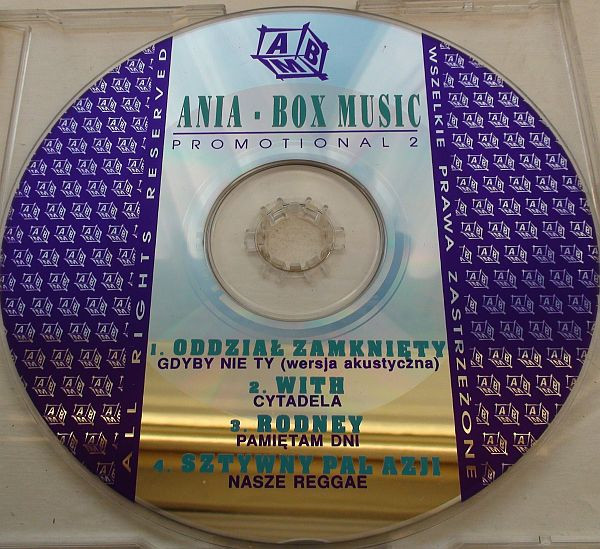 AMB
ANIA - BOX MUSIC
PROMOTIONAL 2
ALL RIGHTS RESERVED
WSZELKIE PRAWA ZASTRZEŻONE
1. ODDZIAŁ ZAMKNIĘTY
GDYBY NIE TY (wersja akustyczna)
2. WITH
CYTADELA
3. RODNEY
PAMIĘTAM DNI
4. SZTYWNY PAL AZJI
NASZE REGGAE